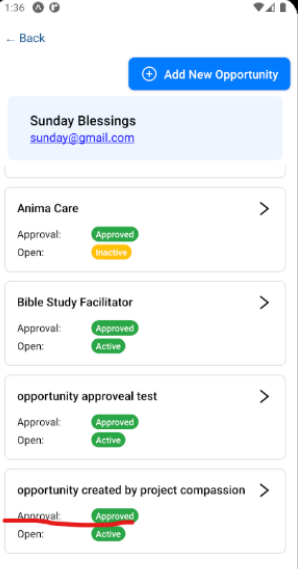 1:36
← Back
Add New Opportunity
Sunday Blessings
sunday@gmail.com
Anima Care
Approval: Approved
Open: Inactive
Bible Study Facilitator
Approval: Approved
Open: Active
opportunity approveal test
Approval: Approved
Open: Active
opportunity created by project compassion
Approval: Approved
Open: Active